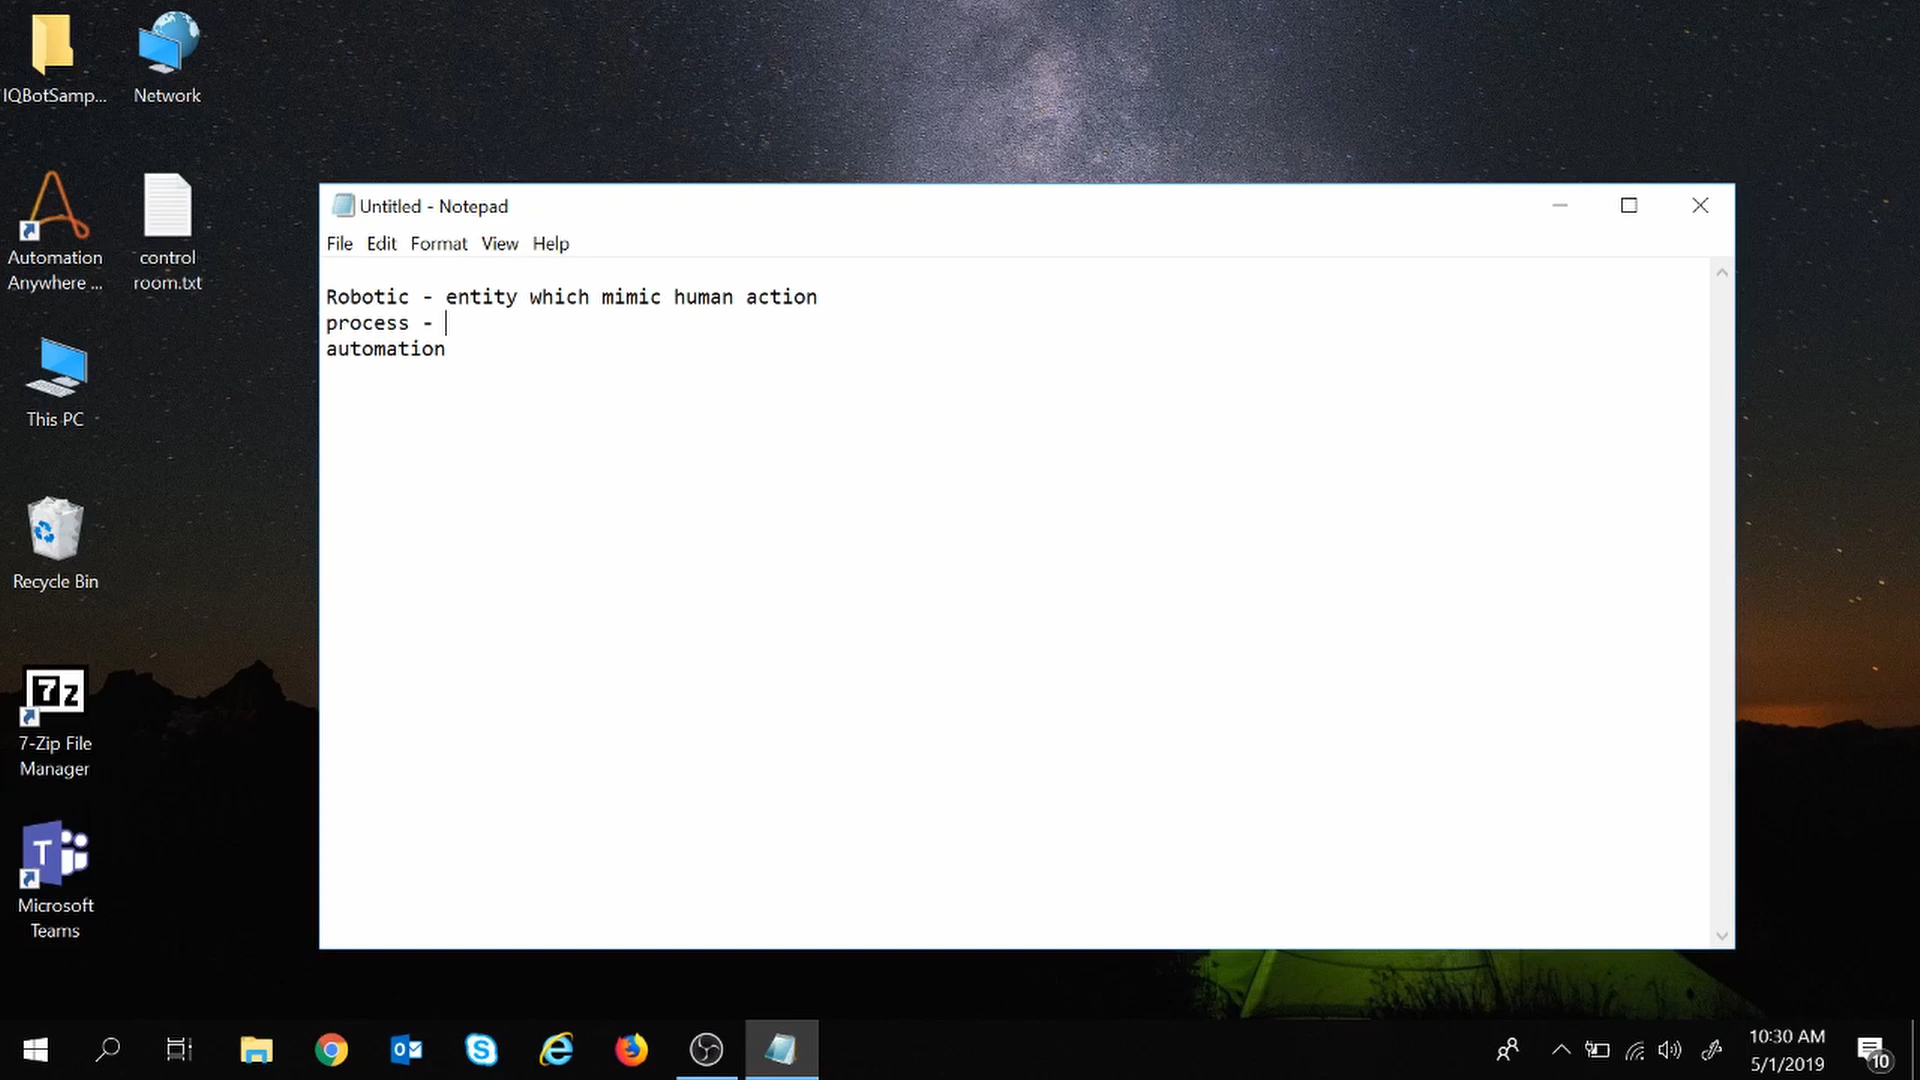 IQBotSamp...
Network
Automation
Anywhere ...
control
room.txt
This PC
Recycle Bin
7z
7-Zip File
Manager
T
Microsoft
Teams
Untitled - Notepad
File Edit Format View Help
Robotic - entity which mimic human action
process -
automation
10:30 AM
5/1/2019
10